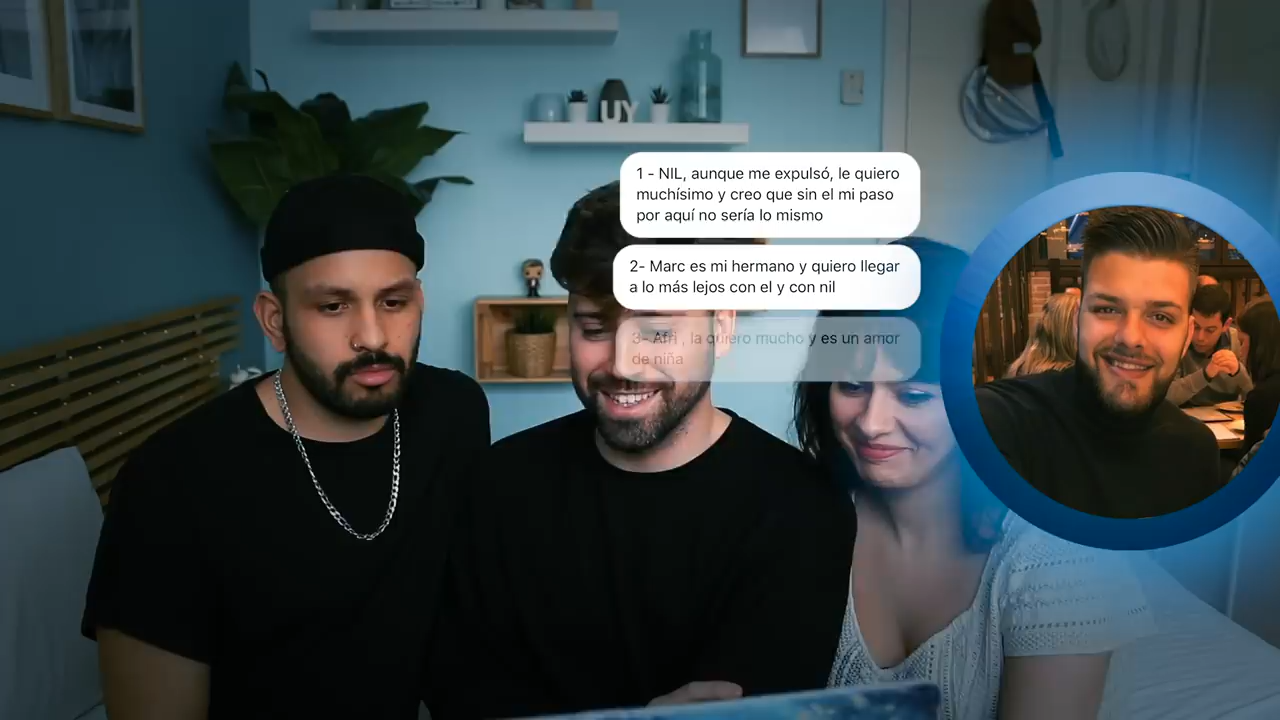 UY
1 - NIL, aunque me expulsó, le quiero
muchísimo y creo que sin el mi paso
por aquí no sería lo mismo
2- Marc es mi hermano y quiero llegar
a lo más lejos con el y con nil
3- Afri , la quiero mucho y es un amor
de niña